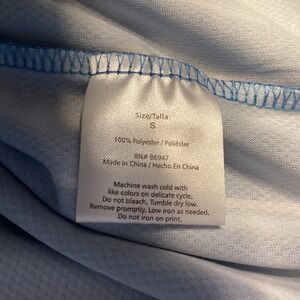 Size/Talla:
S
100% Polyester / Poliéster
RN# 86947
Made In China / Hecho En China
Machine wash cold with
like colors on delicate cycle.
Do not bleach. Tumble dry low.
Remove promptly. Low iron as needed.
Do not iron on print.